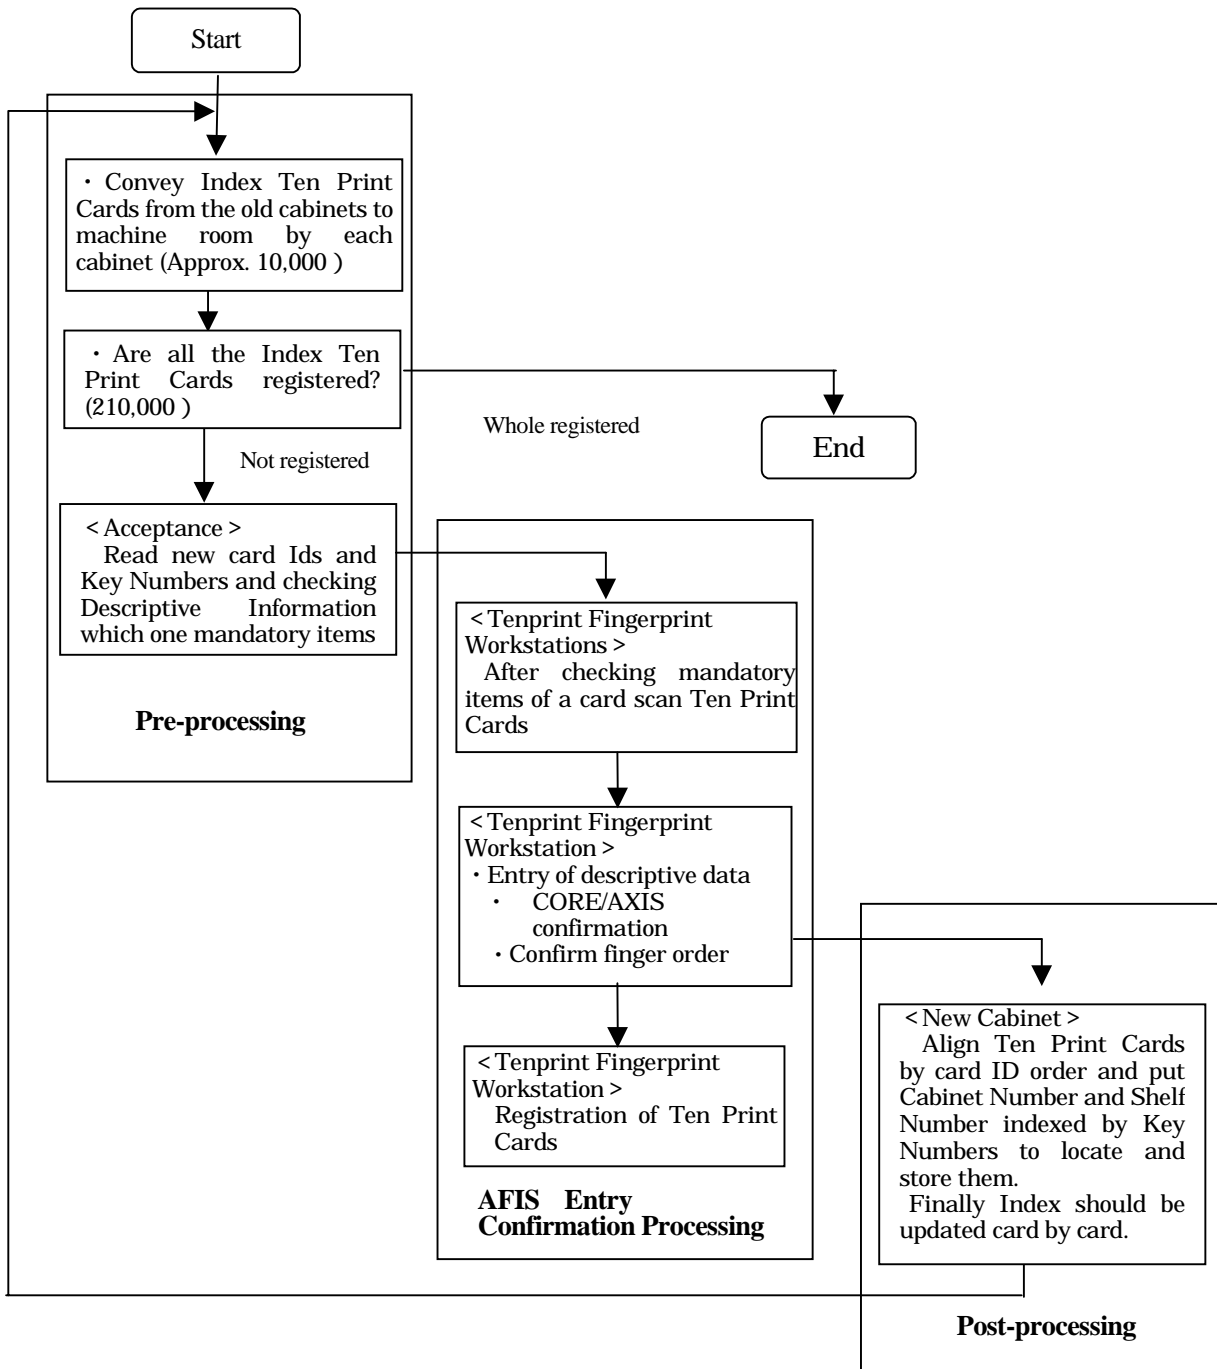 Start
・Convey Index Ten Print
Cards from the old cabinets to
machine room by each
cabinet (Approx. 10,000 )
・Are all the Index Ten
Print Cards registered?
(210,000 )
Whole registered
End
Not registered
< Acceptance >
Read new card Ids and
Key Numbers and checking
Descriptive Information
which one mandatory items
Pre-processing
< Tenprint Fingerprint
Workstations >
After checking mandatory
items of a card scan Ten Print
Cards
< Tenprint Fingerprint
Workstation >
・Entry of descriptive data
・ CORE/AXIS
confirmation
・Confirm finger order
< Tenprint Fingerprint
Workstation >
Registration of Ten Print
Cards
AFIS Entry
Confirmation Processing
< New Cabinet >
Align Ten Print Cards
by card ID order and put
Cabinet Number and Shelf
Number indexed by Key
Numbers to locate and
store them.
Finally Index should be
updated card by card.
Post-processing